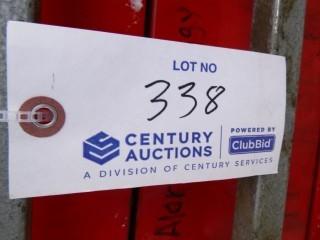 LOT NO
338
CENTURY
AUCTIONS
POWERED BY
ClubBid
A DIVISION OF CENTURY SERVICES